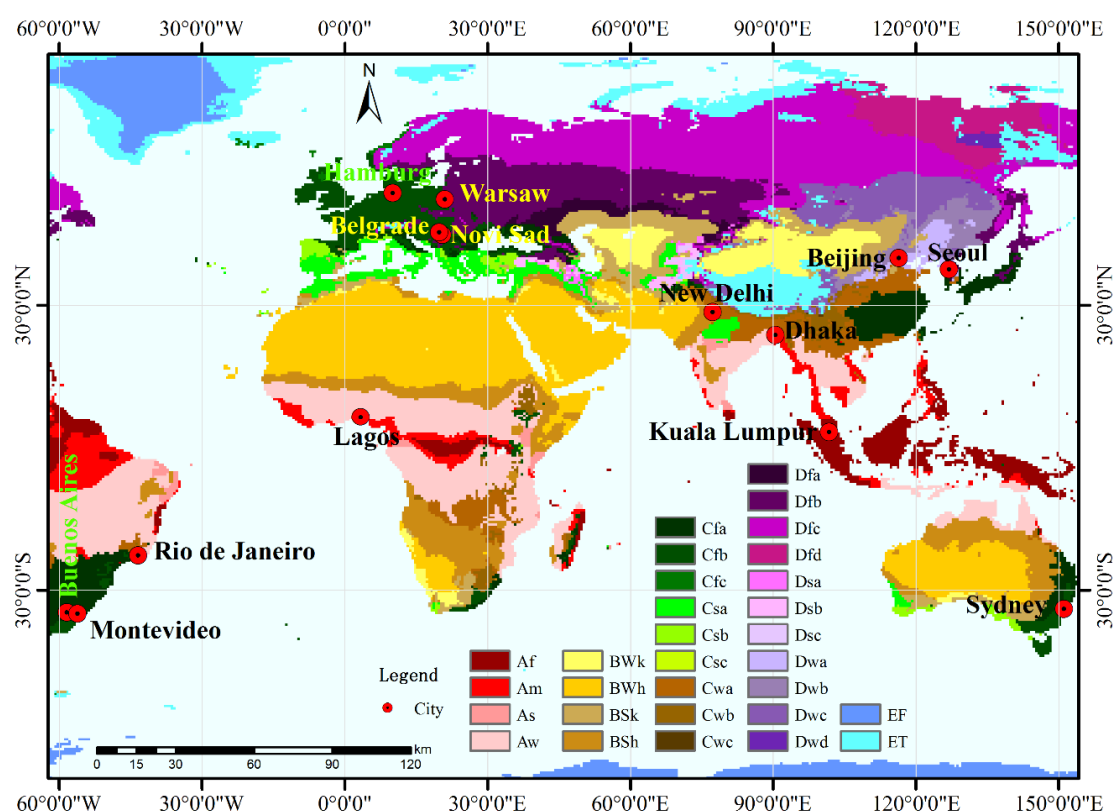 60°0'0"W 30°0'0"W 0°0'0" 30°0'0"E 60°0'0"E 90°0'0"E 120°0'0"E 150°0'0"E
N
Hamburg
Warsaw
Belgrade
Novi Sad
Beijing
Seoul
30°0'0"N
30°0'0"N
New Delhi
Dhaka
Lagos
Kuala Lumpur
Buenos Aires
Rio de Janeiro
30°0'0"S
30°0'0"S
Sydney
Montevideo
Legend
City
Af
Am
As
Aw
BWk
BWh
BSk
BSh
Cfa
Cfb
Cfc
Csa
Csb
Csc
Cwa
Cwb
Cwc
Dfa
Dfb
Dfc
Dfd
Dsa
Dsb
Dsc
Dwa
Dwb
Dwc
Dwd
EF
ET
km
0 15 30 60 90 120
60°0'0"W 30°0'0"W 0°0'0" 30°0'0"E 60°0'0"E 90°0'0"E 120°0'0"E 150°0'0"E